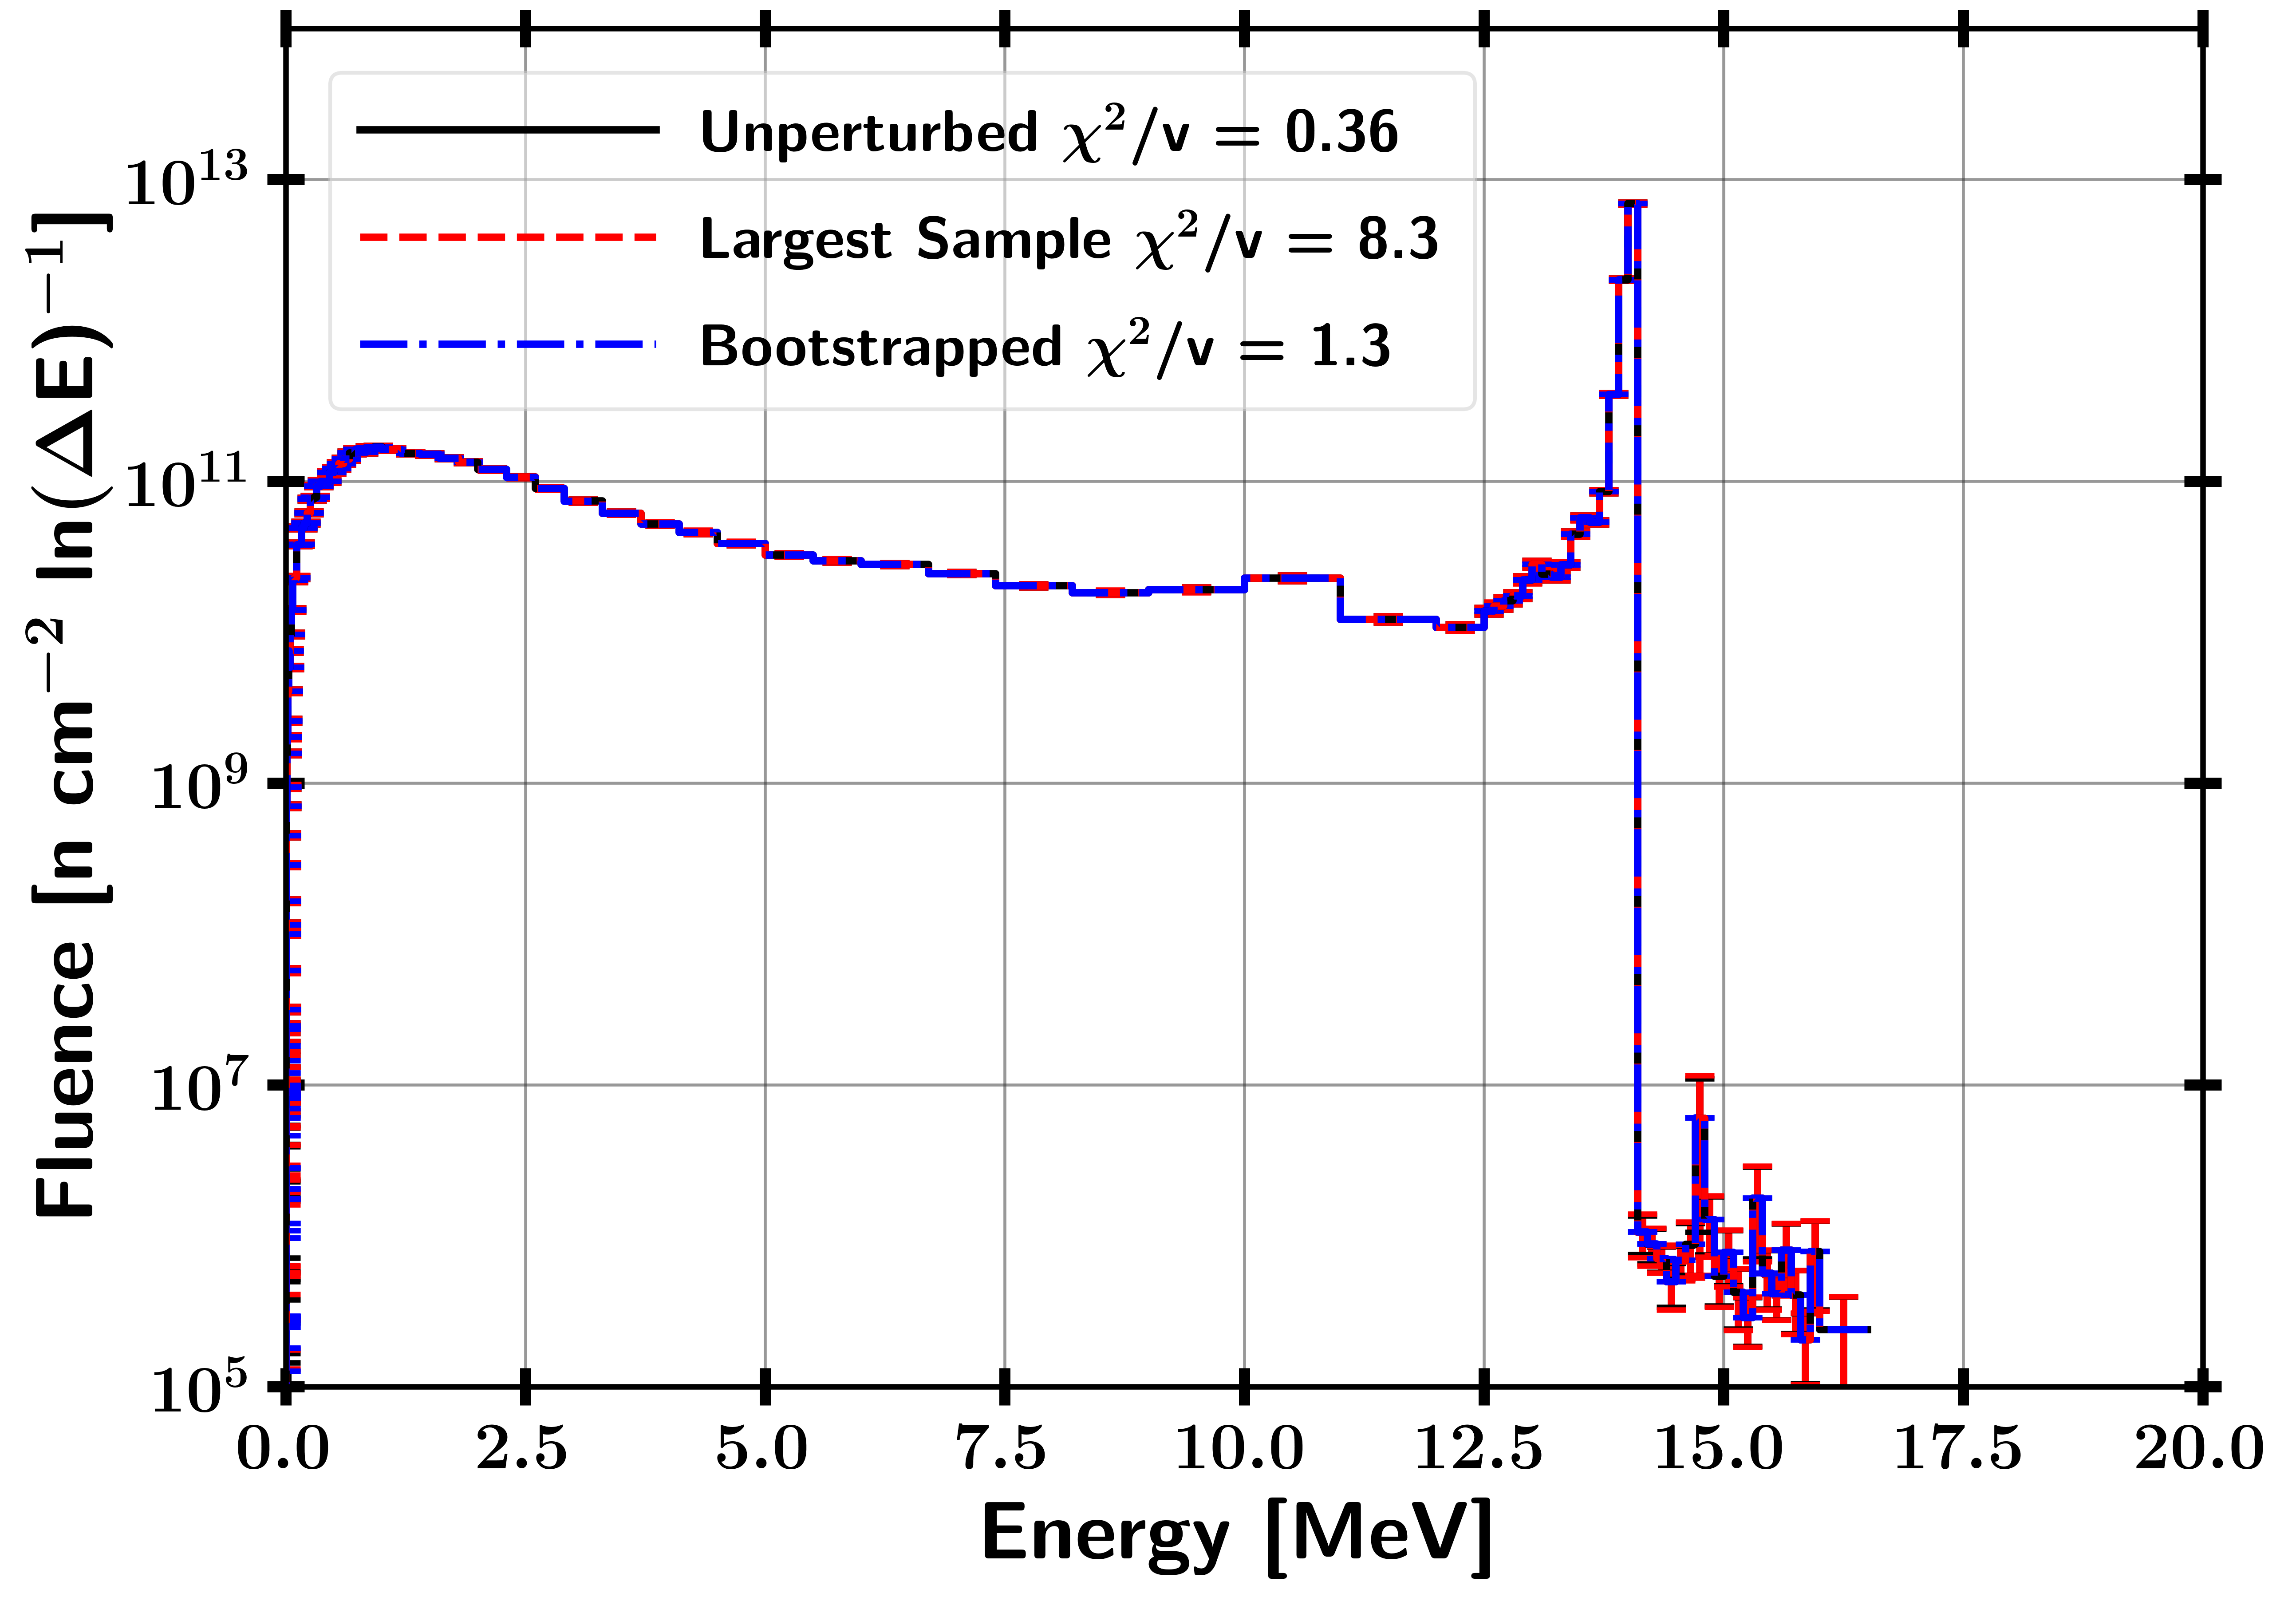 Unperturbed χ²/v = 0.36
Largest Sample χ²/v = 8.3
Bootstrapped χ²/v = 1.3
Fluence [n cm⁻² ln(ΔE)⁻¹]
10¹³
10¹¹
10⁹
10⁷
10⁵
0.0 2.5 5.0 7.5 10.0 12.5 15.0 17.5 20.0
Energy [MeV]